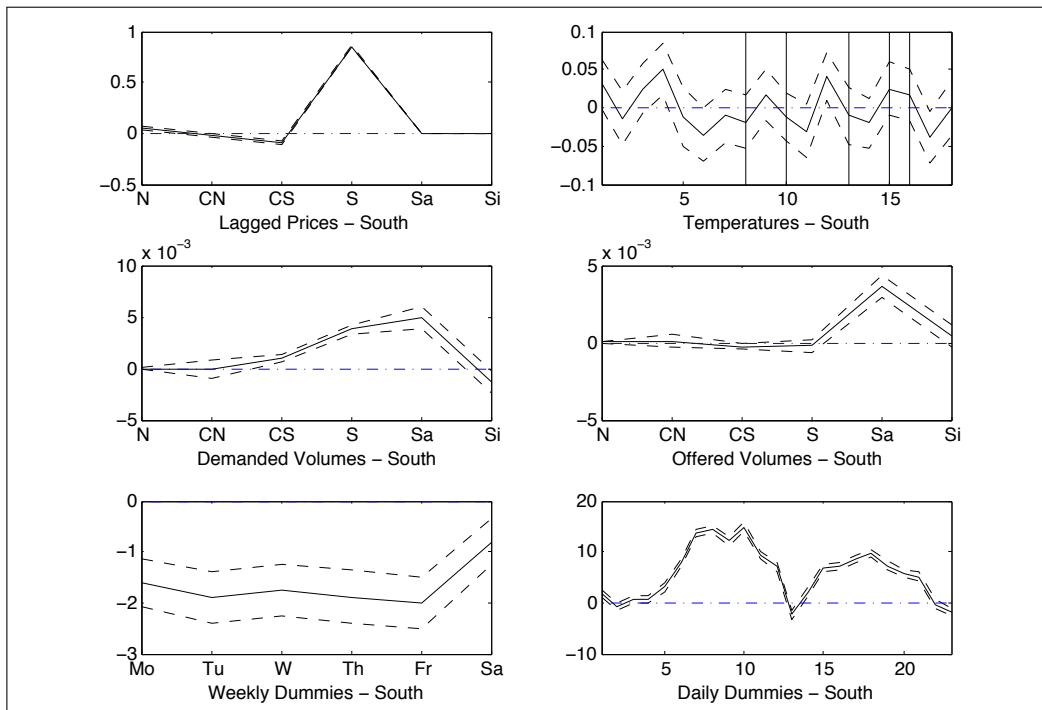 1
0.5
0
−0.5
N CN CS S Sa Si
Lagged Prices − South
0.1
0.05
0
−0.05
−0.1
5 10 15
Temperatures − South
x 10−3
10
5
0
−5
N CN CS S Sa Si
Demanded Volumes − South
x 10−3
5
0
−5
N CN CS S Sa Si
Offered Volumes − South
0
−1
−2
−3
Mo Tu W Th Fr Sa
Weekly Dummies − South
20
10
0
−10
5 10 15 20
Daily Dummies − South